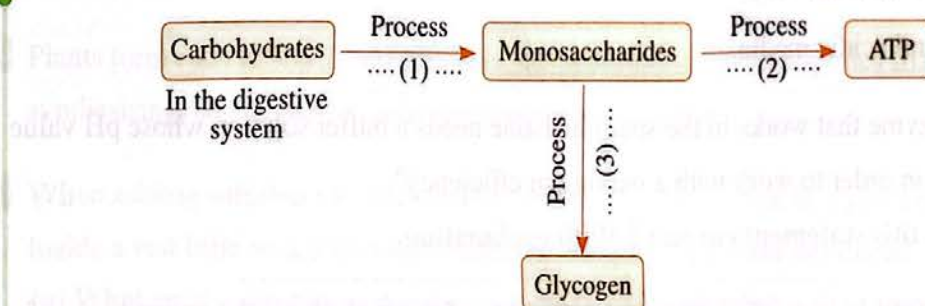 Carbohydrates
Process
.... (1) ....
Monosaccharides
Process
.... (2) ....
ATP
In the digestive
system
Process
.... (3) ....
Glycogen